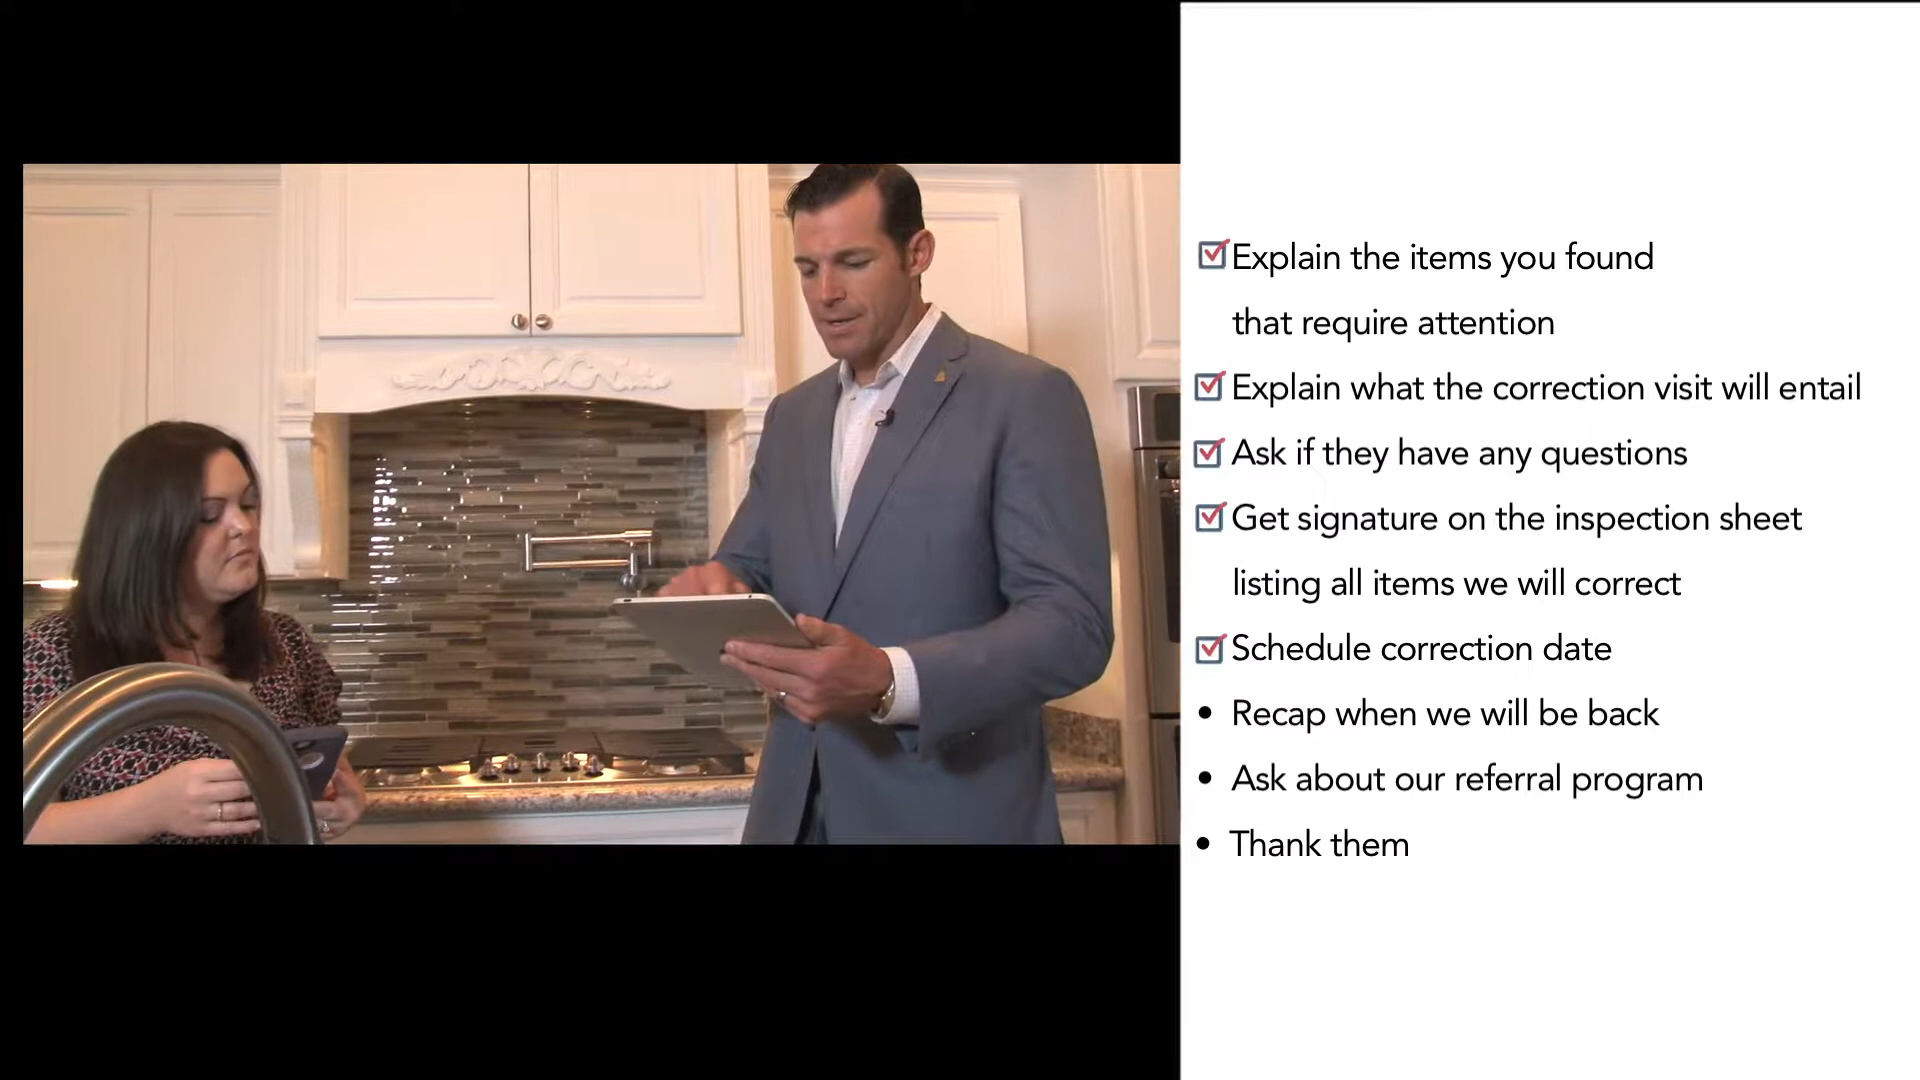 Explain the items you found
that require attention
Explain what the correction visit will entail
Ask if they have any questions
Get signature on the inspection sheet
listing all items we will correct
Schedule correction date
• Recap when we will be back
• Ask about our referral program
• Thank them